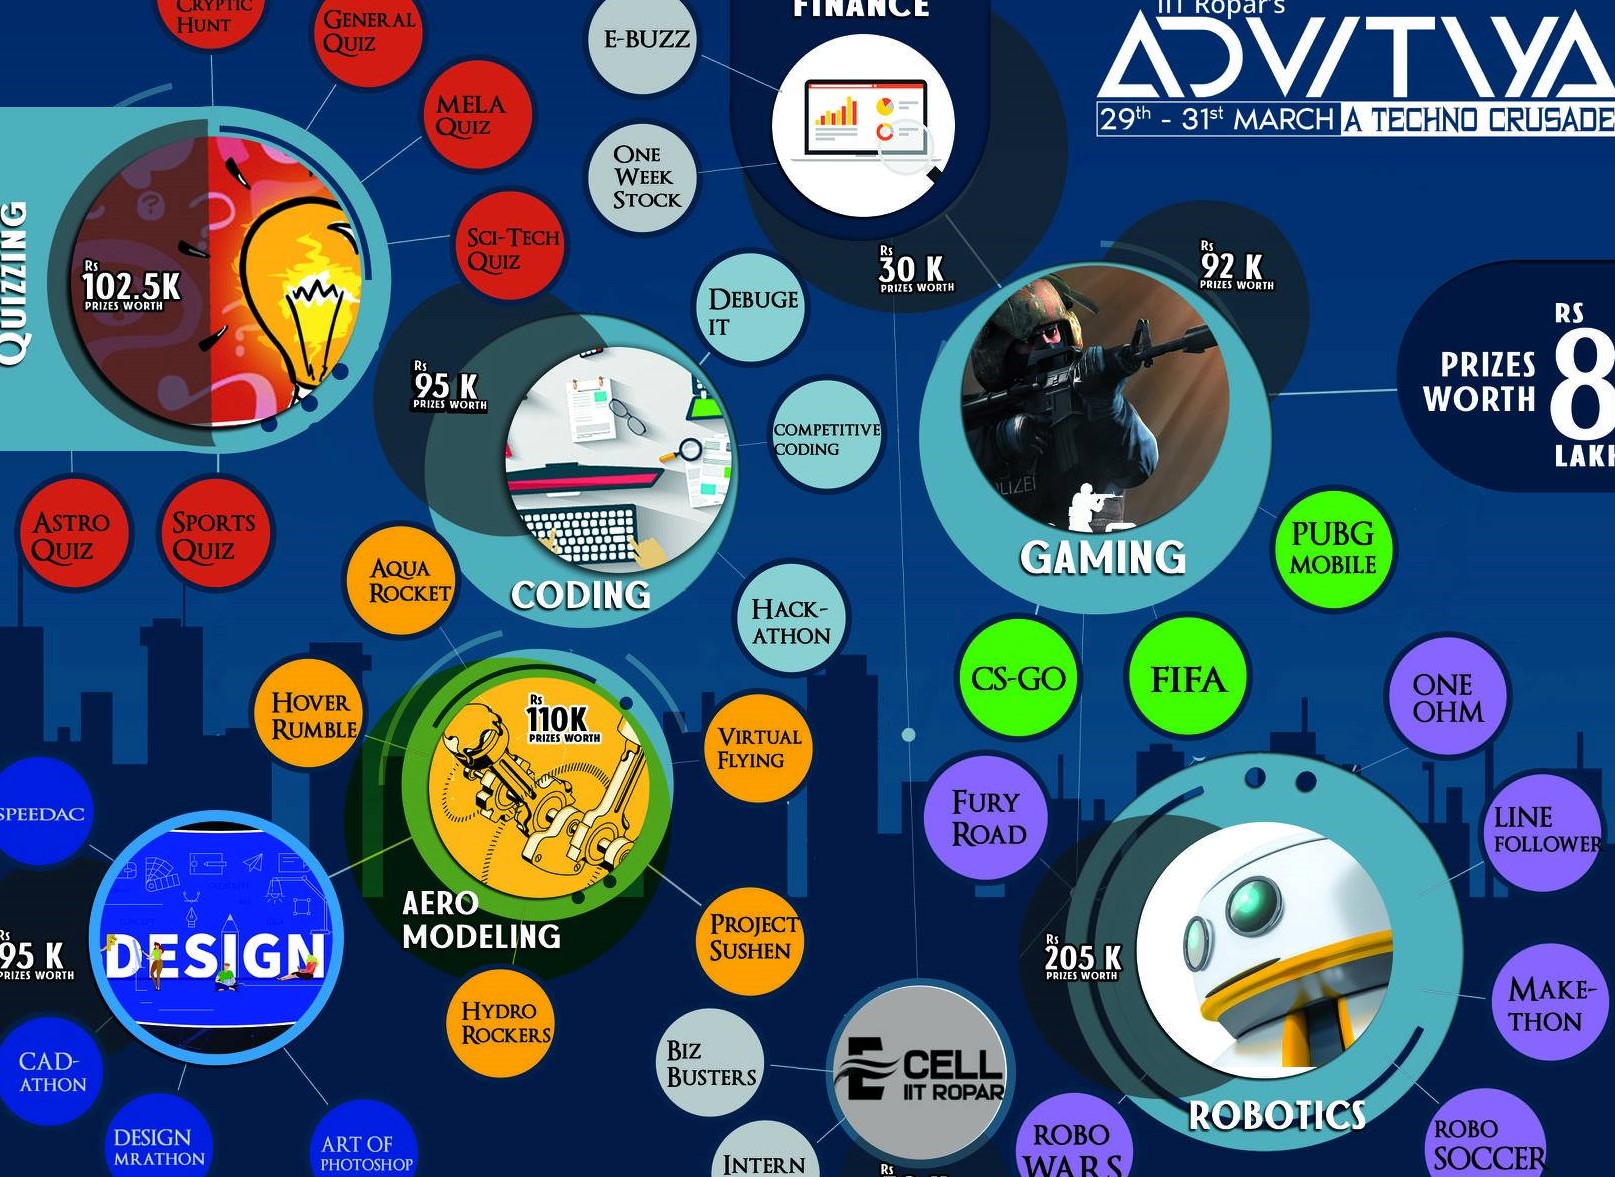 CRYPTIC
HUNT
GENERAL
QUIZ
MELA
QUIZ
SCI-TECH
QUIZ
QUIZZING
Rs
102.5K
PRIZES WORTH
ASTRO
QUIZ
SPORTS
QUIZ
E-BUZZ
ONE
WEEK
STOCK
FINANCE
Rs
30 K
PRIZES WORTH
IIT Ropar's
ADVITIYA
29th - 31st MARCH A TECHNO CRUSADE
Rs
92 K
PRIZES WORTH
RS
PRIZES
WORTH
8
LAKH
DEBUGE
IT
COMPETITIVE
CODING
HACK-
ATHON
Rs
95 K
PRIZES WORTH
CODING
POLIZEI
GAMING
PUBG
MOBILE
CS-GO
FIFA
AQUA
ROCKET
HOVER
RUMBLE
Rs
110K
PRIZES WORTH
VIRTUAL
FLYING
AERO
MODELING
PROJECT
SUSHEN
HYDRO
ROCKERS
SPEEDAC
DESIGN
Rs
95 K
PRIZES WORTH
CAD-
ATHON
DESIGN
MRATHON
ART OF
PHOTOSHOP
BIZ
BUSTERS
INTERN
E CELL
IIT ROPAR
Rs
ONE
OHM
FURY
ROAD
LINE
FOLLOWER
Rs
205 K
PRIZES WORTH
MAKE-
THON
ROBOTICS
ROBO
WARS
ROBO
SOCCER